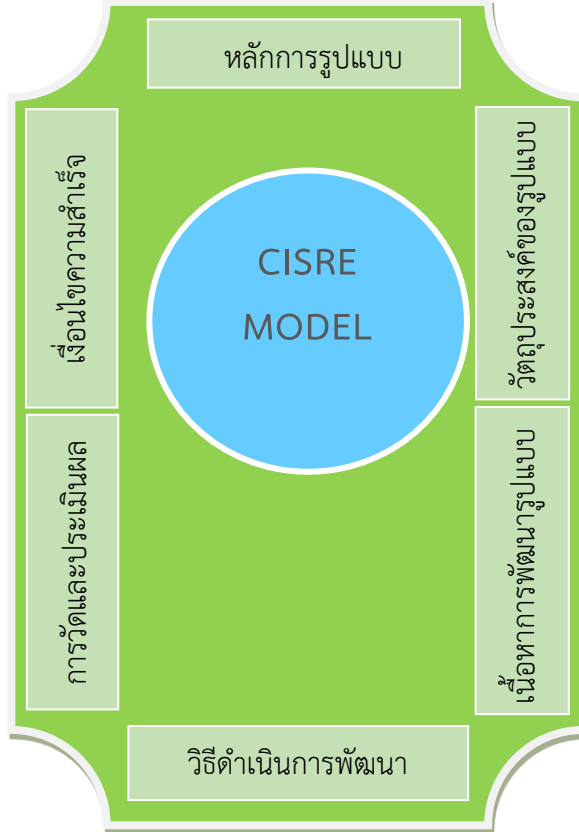 หลักการรูปแบบ
เงื่อนไขความสำเร็จ
วัตถุประสงค์ของรูปแบบ
CISRE
MODEL
การวัดและประเมินผล
เนื้อหาการพัฒนารูปแบบ
วิธีดำเนินการพัฒนา